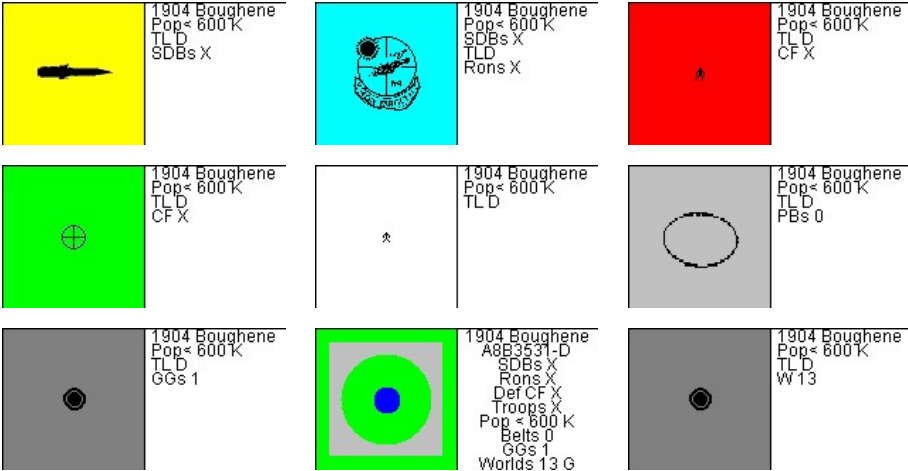 1904 Boughene
Pop< 600 K
TL D
SDBs X
1904 Boughene
Pop< 600 K
SDBs X
TLD
Rons X
1904 Boughene
Pop< 600 K
TL D
CF X
1904 Boughene
Pop< 600 K
TL D
CF X
1904 Boughene
Pop< 600 K
TL D
1904 Boughene
Pop< 600 K
TL D
PBs 0
1904 Boughene
Pop< 600 K
TL D
GGs 1
1904 Boughene
A8B3531-D
SDBs X
Rons X
Def CF X
Troops X
Pop < 600 K
Belts 0
GGs 1
Worlds 13 G
1904 Boughene
Pop< 600 K
TL D
W 13